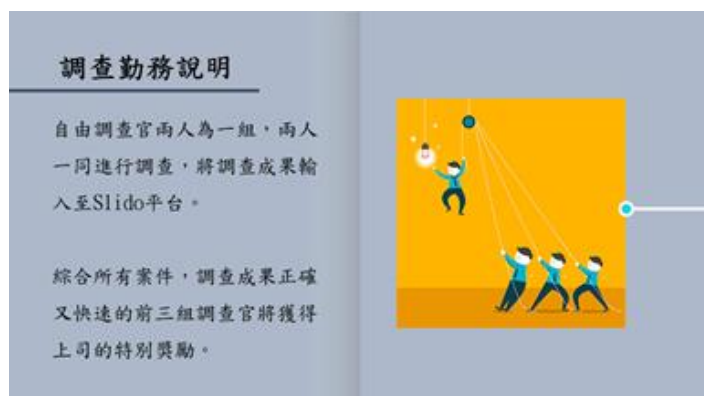 調查勤務說明
自由調查官兩人為一組，兩人
一同進行調查，將調查成果輸
入至Slido平台。
綜合所有案件，調查成果正確
又快速的前三組調查官將獲得
上司的特別獎勵。